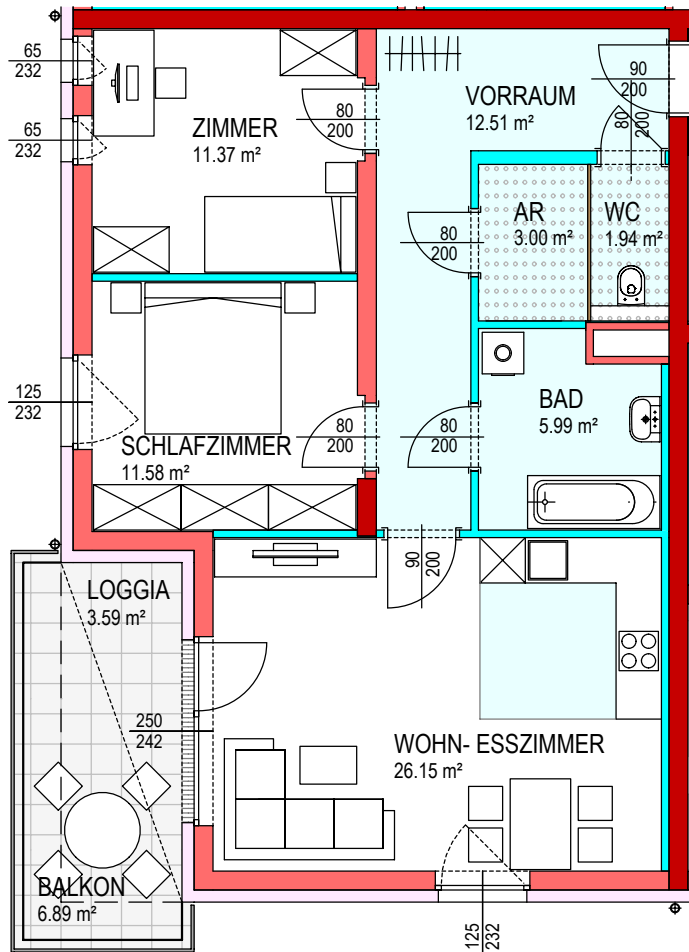 65
232
65
232
ZIMMER
11.37 m²
80
200
VORRAUM
12.51 m²
90
200
80
200
AR
3.00 m²
WC
1.94 m²
80
200
125
232
SCHLAFZIMMER
11.58 m²
80
200
80
200
BAD
5.99 m²
90
200
LOGGIA
3.59 m²
250
242
WOHN- ESSZIMMER
26.15 m²
BALKON
6.89 m²
125
232